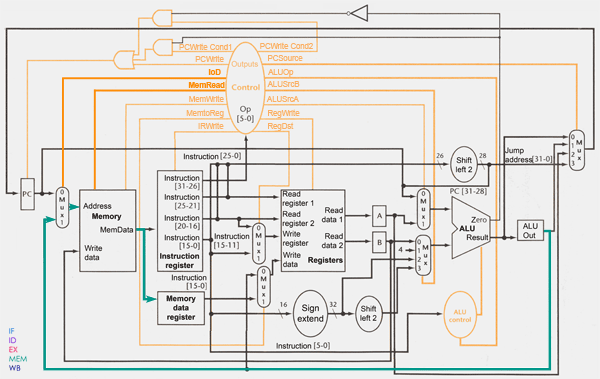 PCWrite Cond1
PCWrite Cond2
PCWrite
Outputs
PCSource
IoD
ALUOp
MemRead
Control
ALUSrcB
MemWrite
ALUSrcA
MemtoReg
Op
RegWrite
IRWrite
[5-0]
RegDst
Instruction [25-0]
26
28
Jump
address[31-0]
Shift
left 2
0
M
u
x
1
2
3
PC
0
M
u
x
1
Address
Memory
MemData
Write
data
Instruction
[31-26]
Instruction
[25-21]
Instruction
[20-16]
Instruction
[15-0]
Instruction
register
Instruction
[15-11]
Instruction
[15-0]
Memory
data
register
0
M
u
x
1
0
M
u
x
1
Read
register 1
Read
register 2
Write
register
Write
data
Read
data 1
Read
data 2
Registers
A
B
4
PC [31-28]
0
M
u
x
1
0
1
M
u
x
2
3
Zero
ALU
Result
ALU
Out
16
Sign
extend
32
Shift
left 2
ALU
control
Instruction [5-0]
IF
ID
EX
MEM
WB